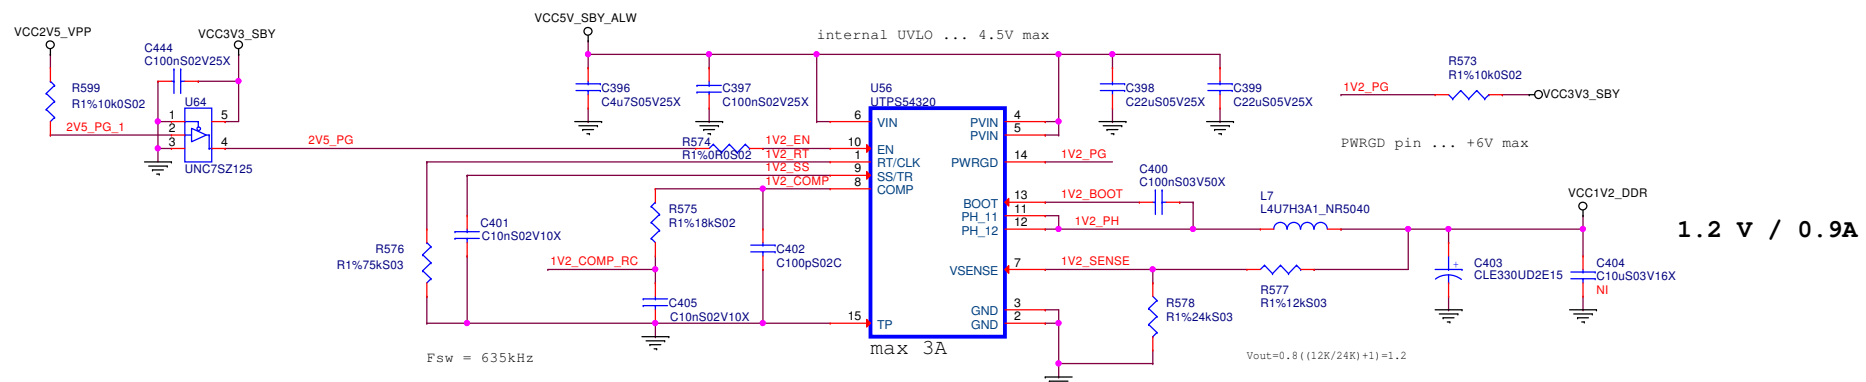 VCC5V_SBY_ALW
VCC2V5_VPP
VCC3V3_SBY
internal UVLO ... 4.5V max
C444
C100nS02V25X
R599
R1%10k0S02
U64
1
2
3
5
4
2V5_PG_1
UNC7SZ125
2V5_PG
C396
C4u7S05V25X
C397
C100nS02V25X
U56
UTPS54320
C398
C22uS05V25X
C399
C22uS05V25X
R573
R1%10k0S02
1V2_PG
VCC3V3_SBY
PWRGD pin ... +6V max
R574
R1%0R0S02
1V2_EN
1V2_RT
1V2_SS
1V2_COMP
6
VIN
10
EN
1
RT/CLK
9
SS/TR
8
COMP
15
TP
PVIN
4
PVIN
5
PWRGD
14
1V2_PG
BOOT
13
1V2_BOOT
PH_11
11
PH_12
12
1V2_PH
VSENSE
7
1V2_SENSE
GND
3
GND
2
C400
C100nS03V50X
L7
L4U7H3A1_NR5040
VCC1V2_DDR
1.2 V / 0.9A
R576
R1%75kS03
C401
C10nS02V10X
R575
R1%18kS02
C402
C100pS02C
1V2_COMP_RC
C405
C10nS02V10X
R577
R1%12kS03
R578
R1%24kS03
C403
+
CLE330UD2E15
C404
C10uS03V16X
NI
max 3A
Fsw = 635kHz
Vout=0.8((12K/24K)+1)=1.2